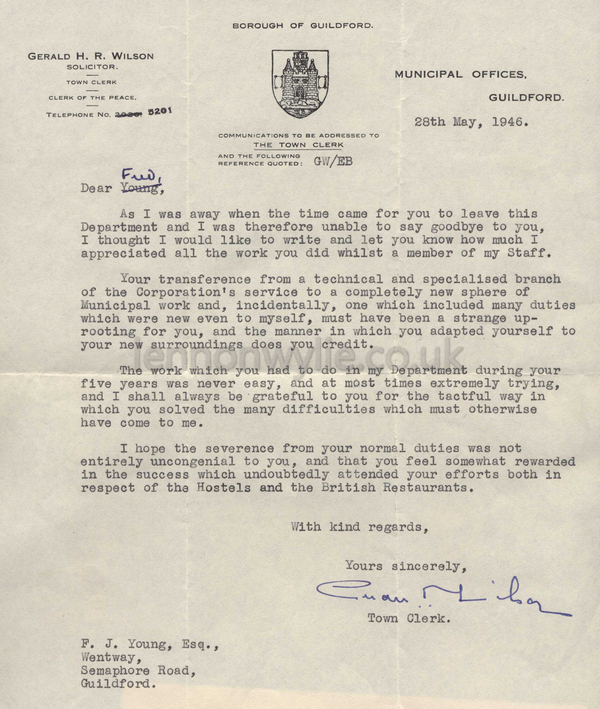 BOROUGH OF GUILDFORD.
GERALD H. R. WILSON
SOLICITOR.
TOWN CLERK
CLERK OF THE PEACE.
TELEPHONE NO. 5201
MUNICIPAL OFFICES,
GUILDFORD.
28th May, 1946.
COMMUNICATIONS TO BE ADDRESSED TO
THE TOWN CLERK
AND THE FOLLOWING
REFERENCE QUOTED: GW/EB
Fred,
Dear Young,
As I was away when the time came for you to leave this
Department and I was therefore unable to say goodbye to you,
I thought I would like to write and let you know how much I
appreciated all the work you did whilst a member of my Staff.
Your transference from a technical and specialised branch
of the Corporation's service to a completely new sphere of
Municipal work and, incidentally, one which included many duties
which were new even to myself, must have been a strange up-
rooting for you, and the manner in which you adapted yourself to
your new surroundings does you credit.
lennonwylie.co.uk
The work which you had to do in my Department during your
five years was never easy, and at most times extremely trying,
and I shall always be grateful to you for the tactful way in
which you solved the many difficulties which must otherwise
have come to me.
I hope the severence from your normal duties was not
entirely uncongenial to you, and that you feel somewhat rewarded
in the success which undoubtedly attended your efforts both in
respect of the Hostels and the British Restaurants.
With kind regards,
Yours sincerely,
Town Clerk.
F. J. Young, Esq.,
Wentway,
Semaphore Road,
Guildford.